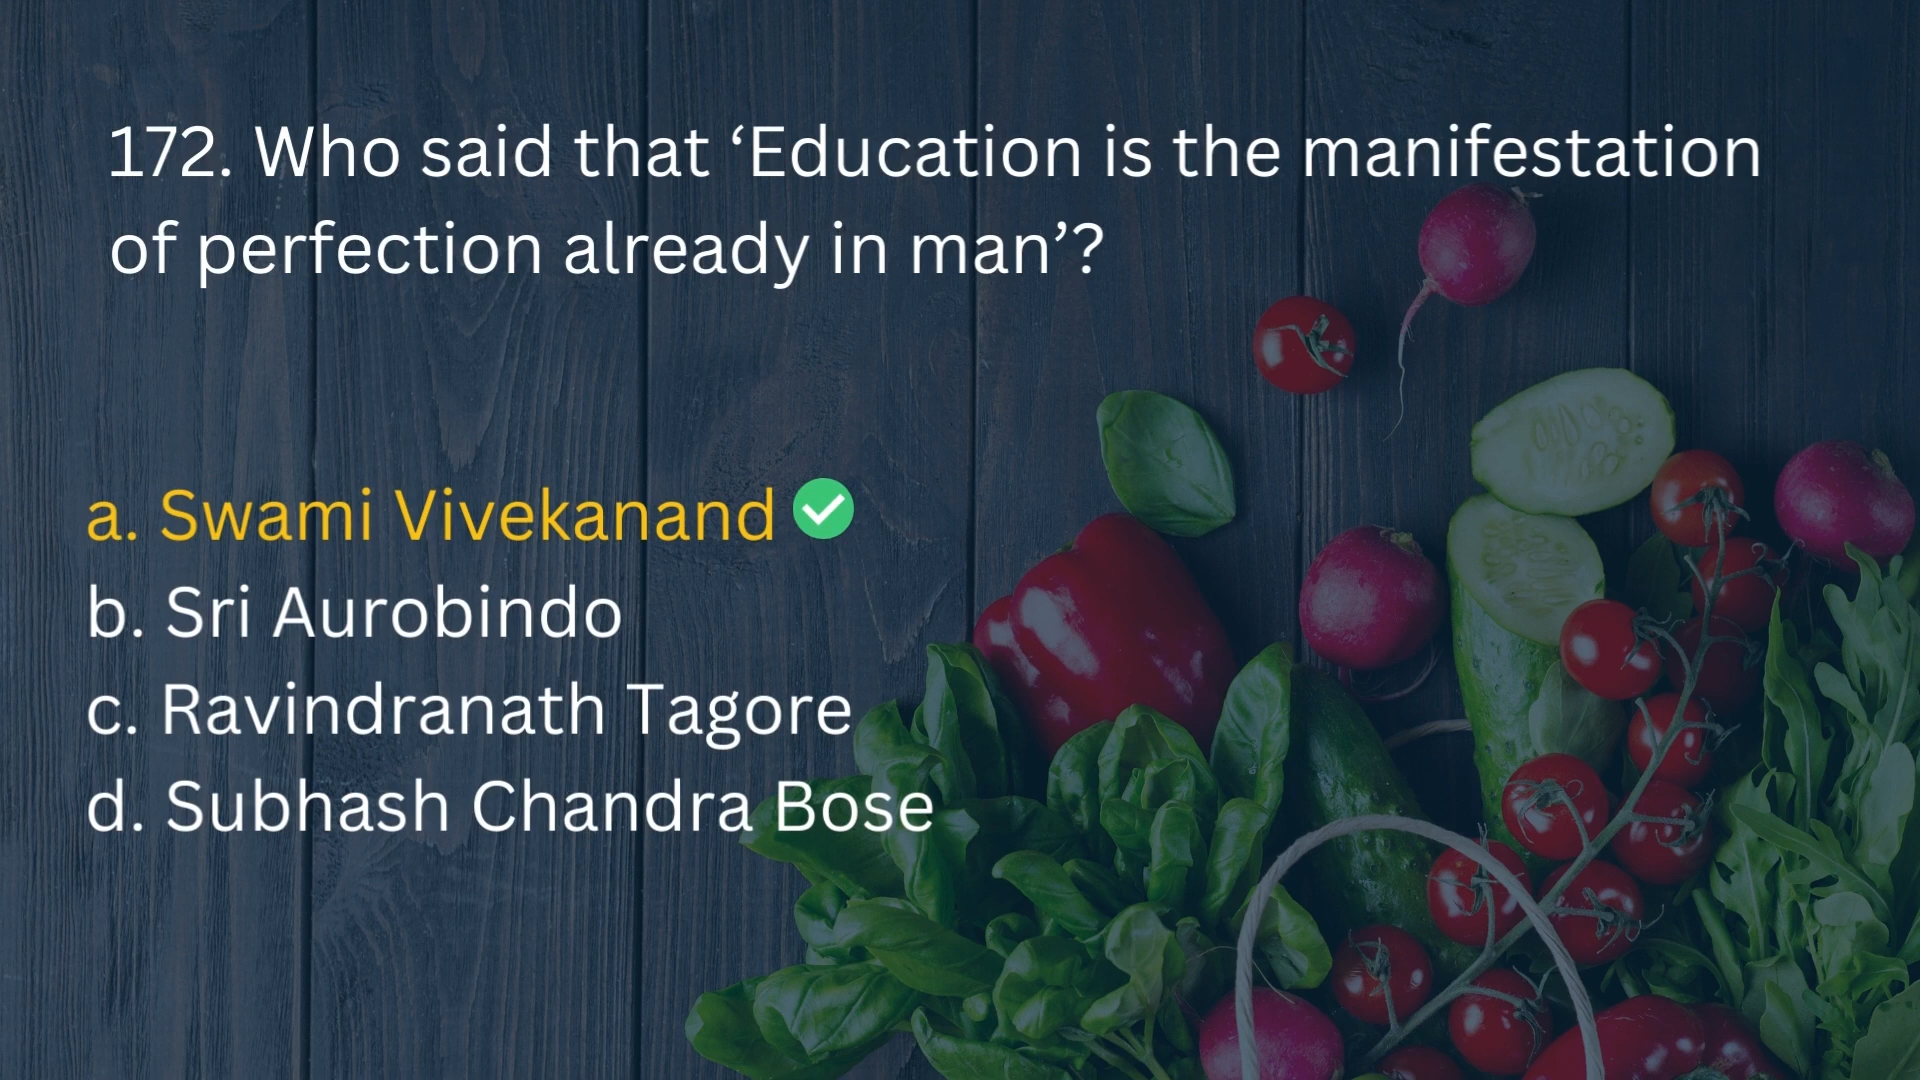 172. Who said that ‘Education is the manifestation
of perfection already in man’?
a. Swami Vivekanand
b. Sri Aurobindo
c. Ravindranath Tagore
d. Subhash Chandra Bose